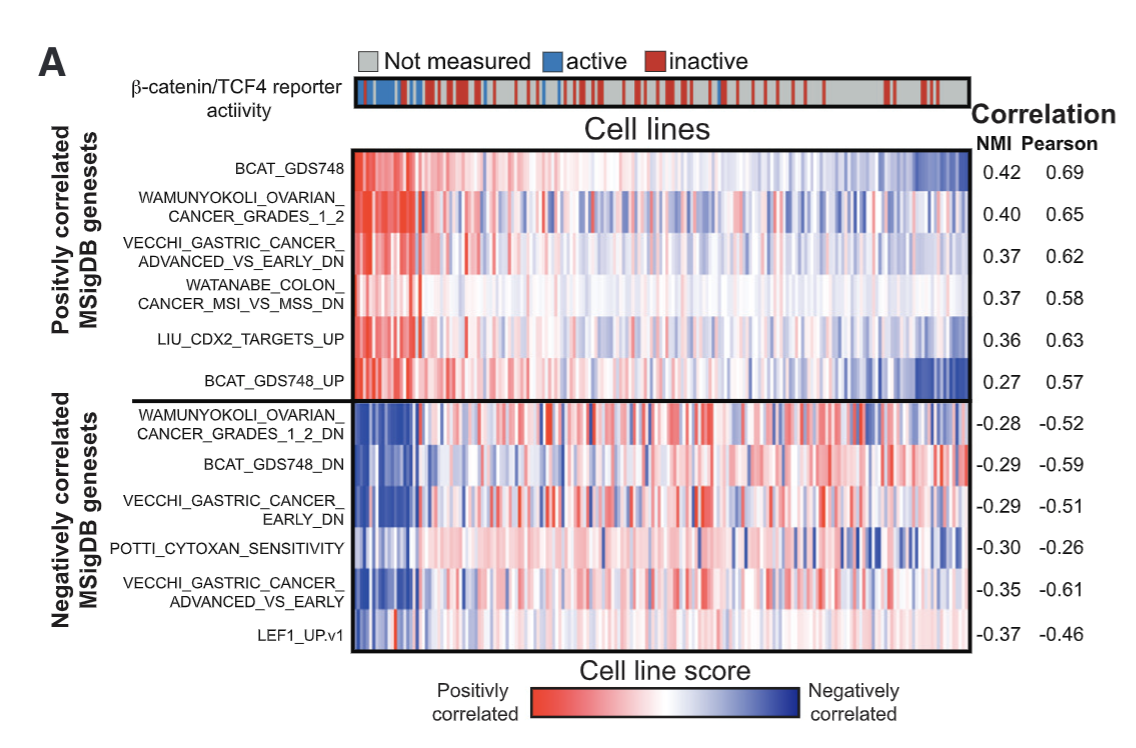 A
Not measured active inactive
β-catenin/TCF4 reporter
actiivity
Cell lines
Correlation
NMI Pearson
Positivly correlated
MSigDB genesets
BCAT_GDS748 0.42 0.69
WAMUNYOKOLI_OVARIAN_
CANCER_GRADES_1_2 0.40 0.65
VECCHI_GASTRIC_CANCER_
ADVANCED_VS_EARLY_DN 0.37 0.62
WATANABE_COLON_
CANCER_MSI_VS_MSS_DN 0.37 0.58
LIU_CDX2_TARGETS_UP 0.36 0.63
BCAT_GDS748_UP 0.27 0.57
Negatively correlated
MSigDB genesets
WAMUNYOKOLI_OVARIAN_
CANCER_GRADES_1_2_DN -0.28 -0.52
BCAT_GDS748_DN -0.29 -0.59
VECCHI_GASTRIC_CANCER_
EARLY_DN -0.29 -0.51
POTTI_CYTOXAN_SENSITIVITY -0.30 -0.26
VECCHI_GASTRIC_CANCER_
ADVANCED_VS_EARLY -0.35 -0.61
LEF1_UP.v1 -0.37 -0.46
Cell line score
Positivly
correlated
Negatively
correlated